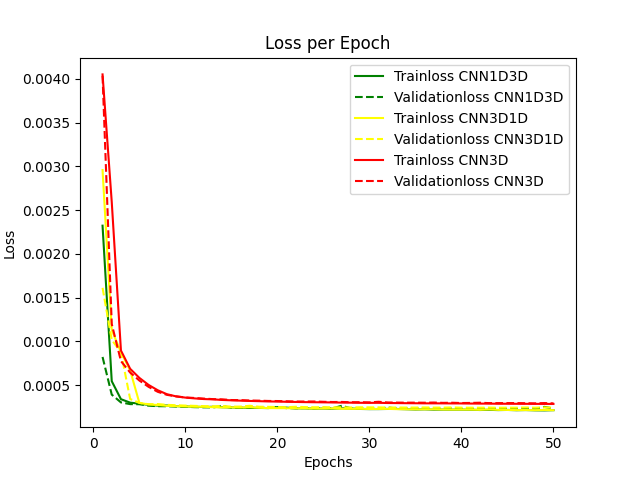 Loss per Epoch
Loss
0.0040
0.0035
0.0030
0.0025
0.0020
0.0015
0.0010
0.0005
Trainloss CNN1D3D
Validationloss CNN1D3D
Trainloss CNN3D1D
Validationloss CNN3D1D
Trainloss CNN3D
Validationloss CNN3D
0 10 20 30 40 50
Epochs